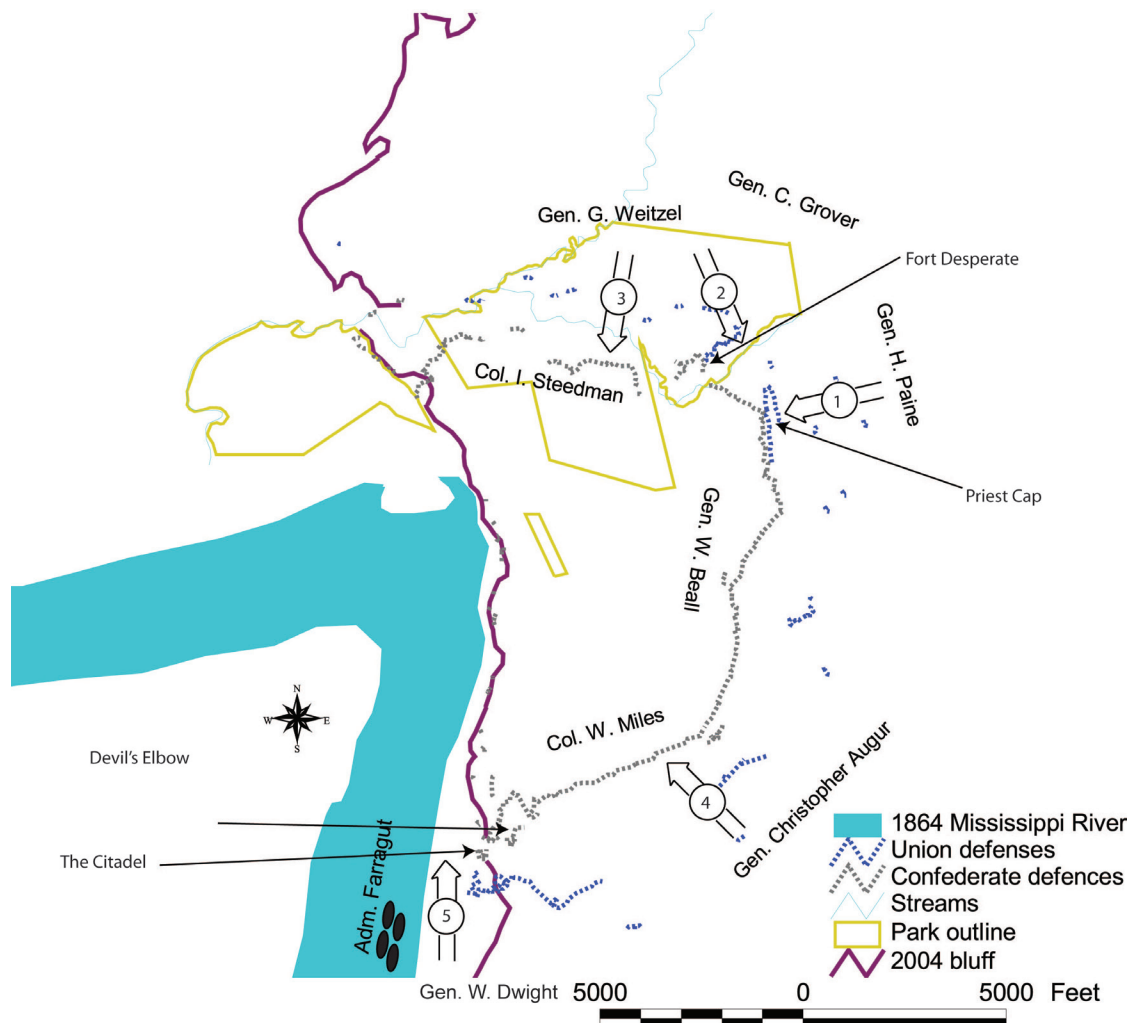 Gen. C. Grover
Gen. G. Weitzel
Fort Desperate
3
2
Gen. H. Paine
Col. I. Steedman
1
Priest Cap
Gen. W. Beall
N
W
E
S
Col. W. Miles
Devil's Elbow
4
Gen. Christopher Augur
The Citadel
Adm. Farragut
5
Gen. W. Dwight
1864 Mississippi River
Union defenses
Confederate defences
Streams
Park outline
2004 bluff
5000 0 5000 Feet